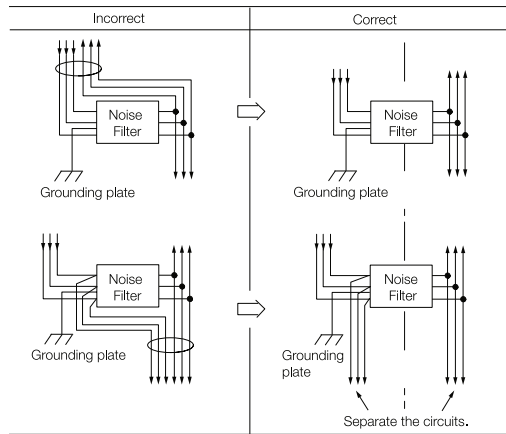 Incorrect
Correct
Noise
Filter
Grounding plate
Noise
Filter
Grounding plate
Noise
Filter
Grounding plate
Noise
Filter
Grounding
plate
Separate the circuits.